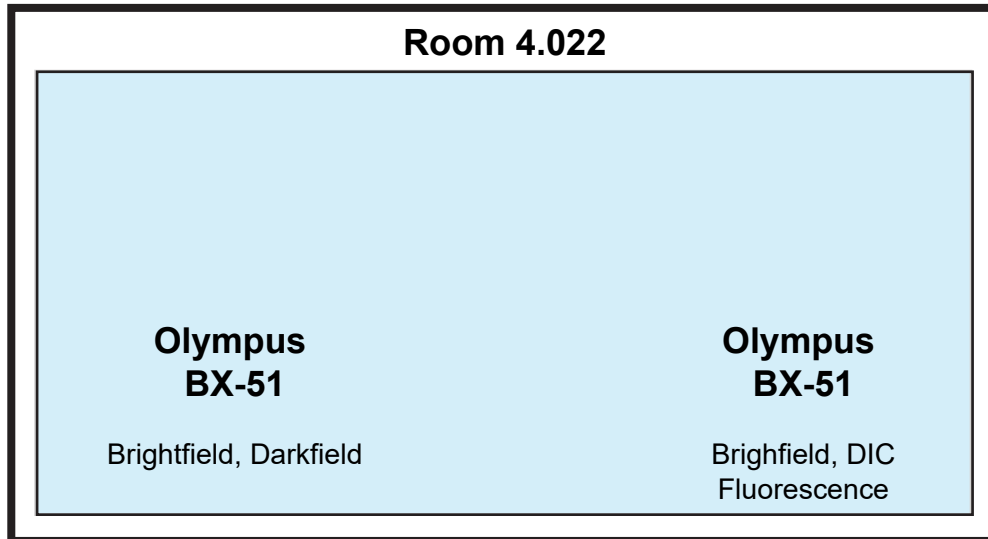 Room 4.022
Olympus
BX-51
Brightfield, Darkfield
Olympus
BX-51
Brighfield, DIC
Fluorescence